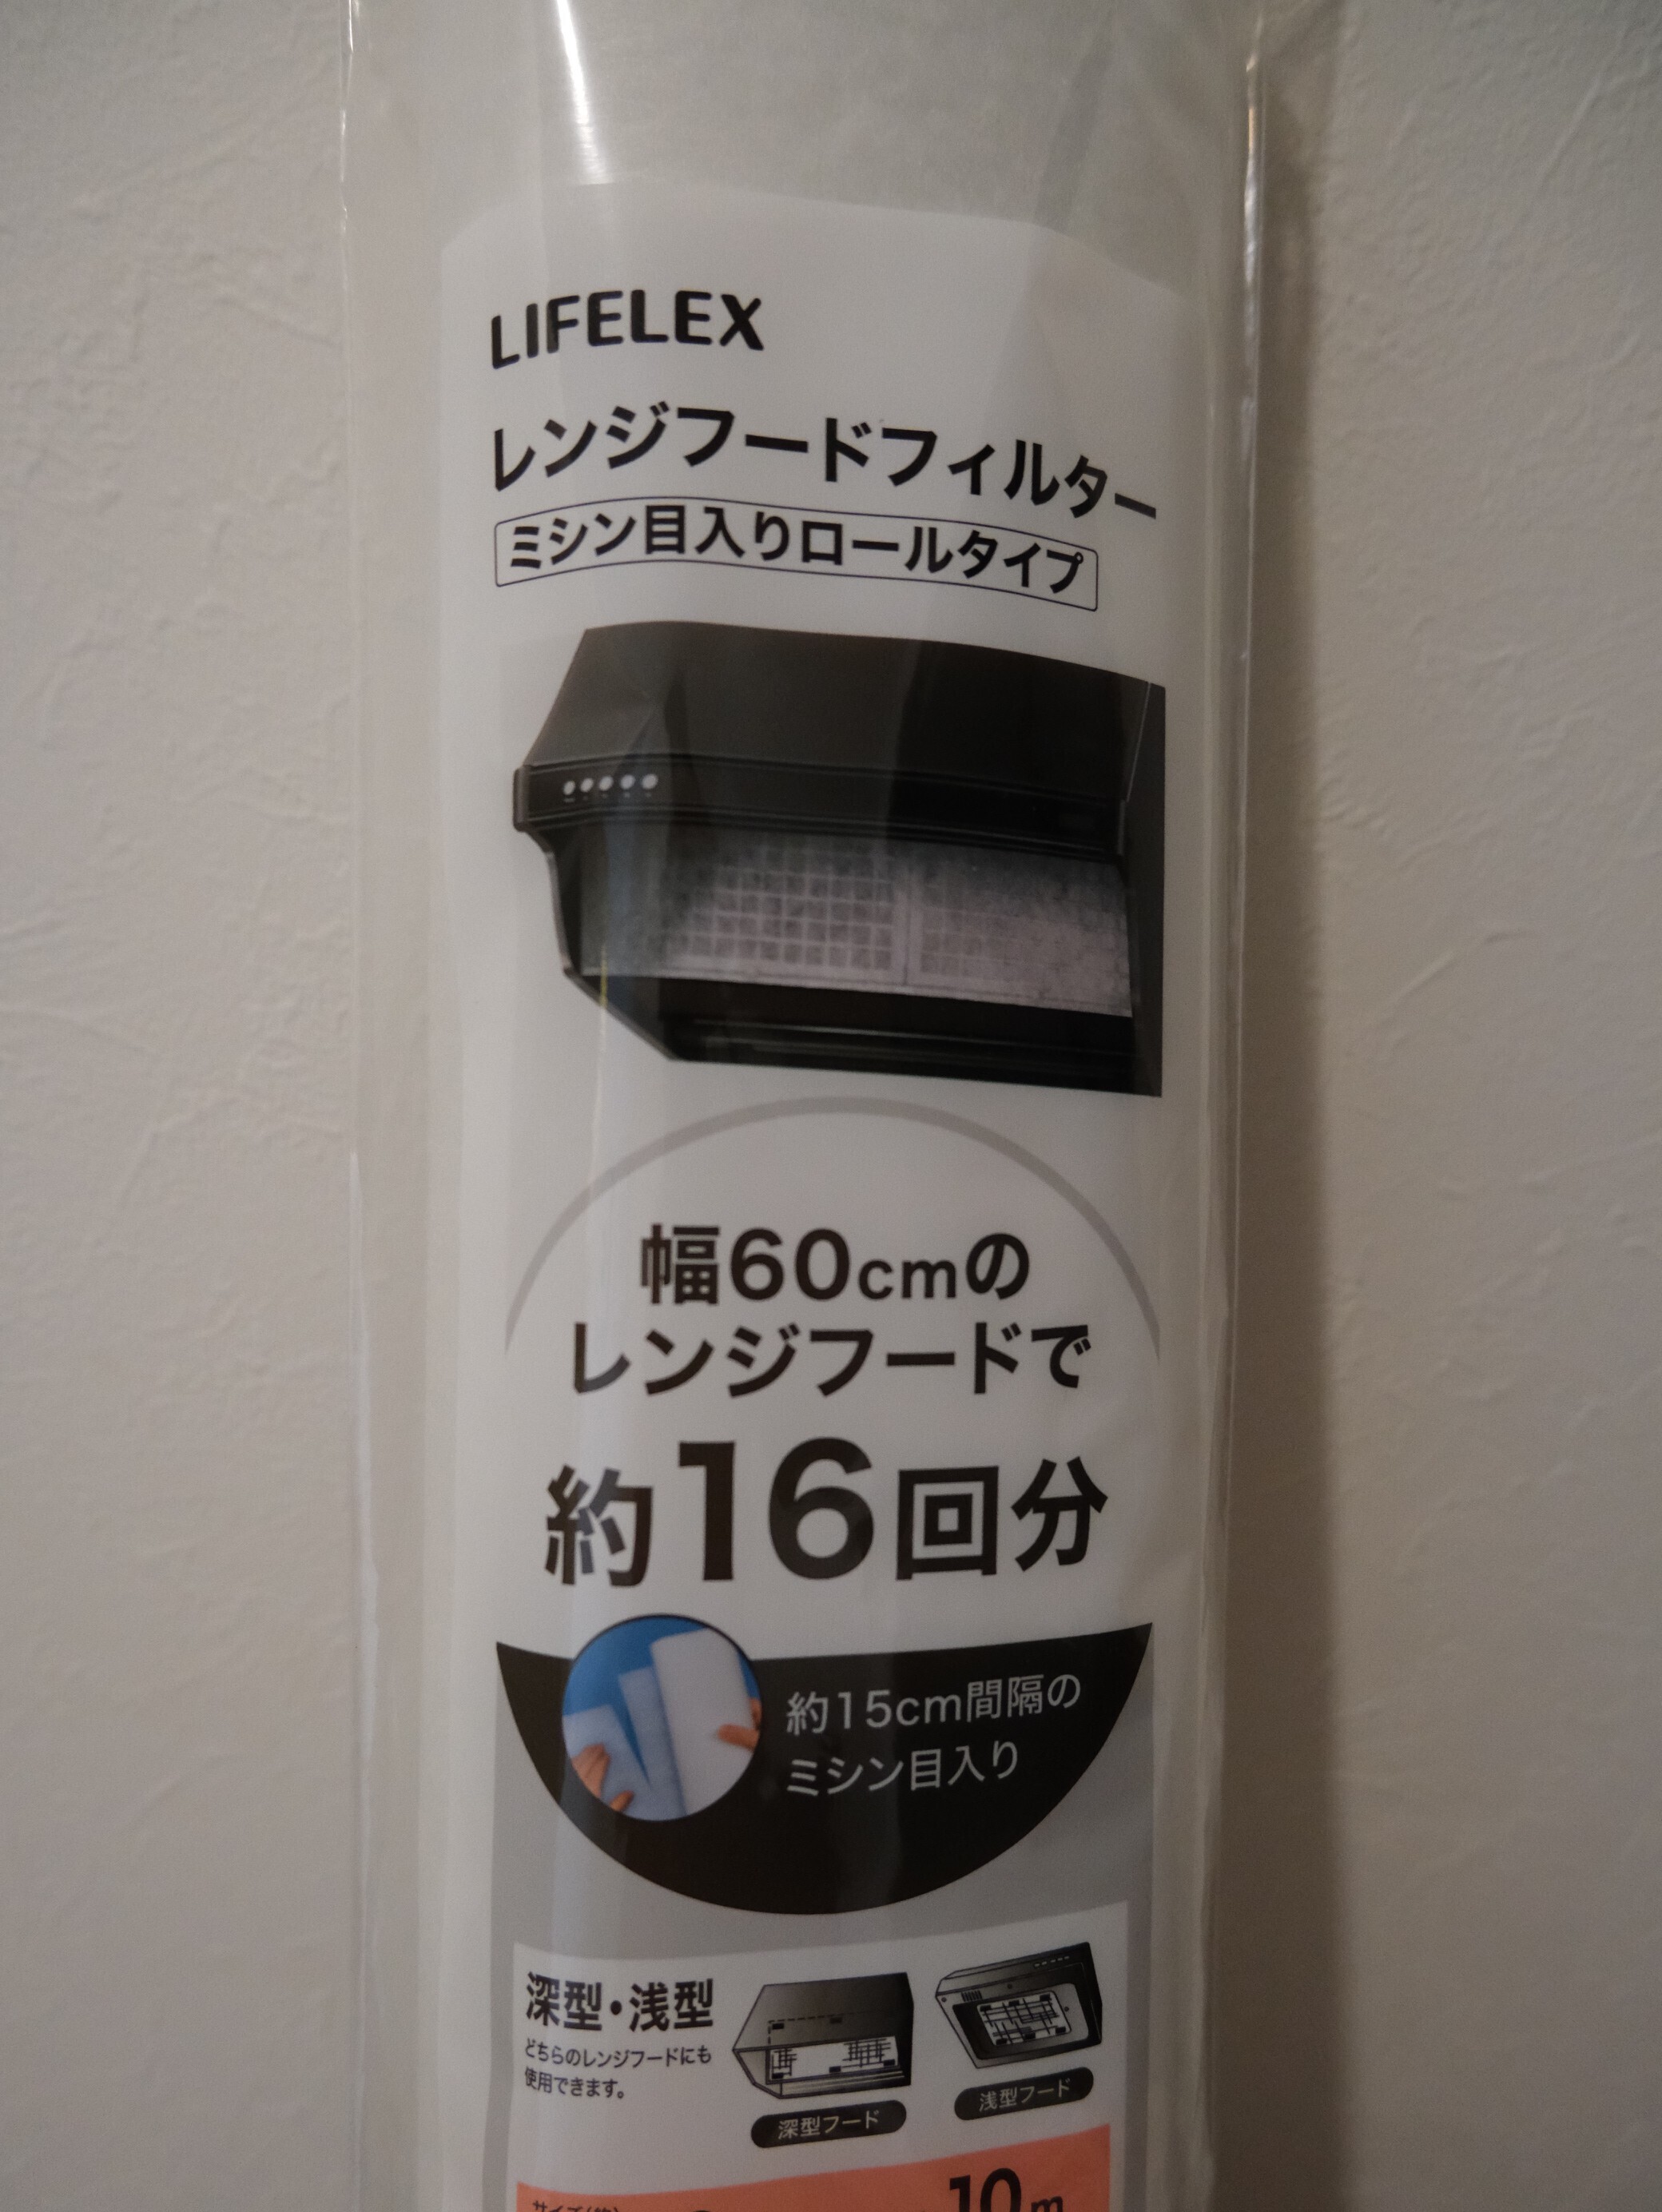 LIFELEX
レンジフードフィルター
ミシン目入りロールタイプ
幅60cmの
レンジフードで
約16回分
約15cm間隔の
ミシン目入り
深型・浅型
どちらのレンジフードにも
使用できます。
深型フード
浅型フード
10m